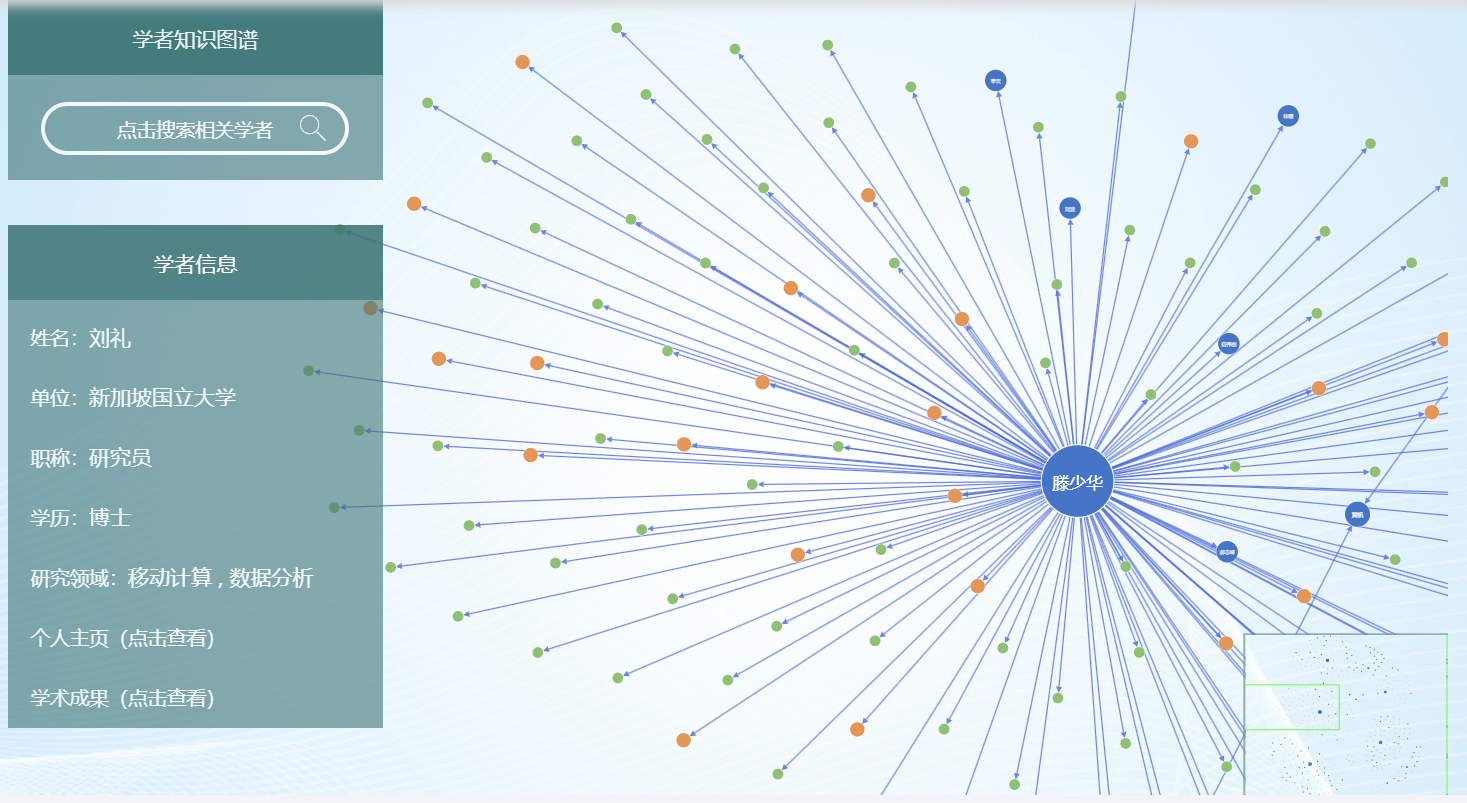 学者知识图谱
点击搜索相关学者
学者信息
姓名：刘礼
单位：新加坡国立大学
职称：研究员
学历：博士
研究领域：移动计算 , 数据分析
个人主页（点击查看）
学术成果（点击查看）
滕少华